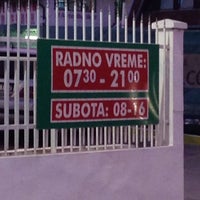 RADNO VREME:
07³⁰ - 21⁰⁰
SUBOTA: 08-16